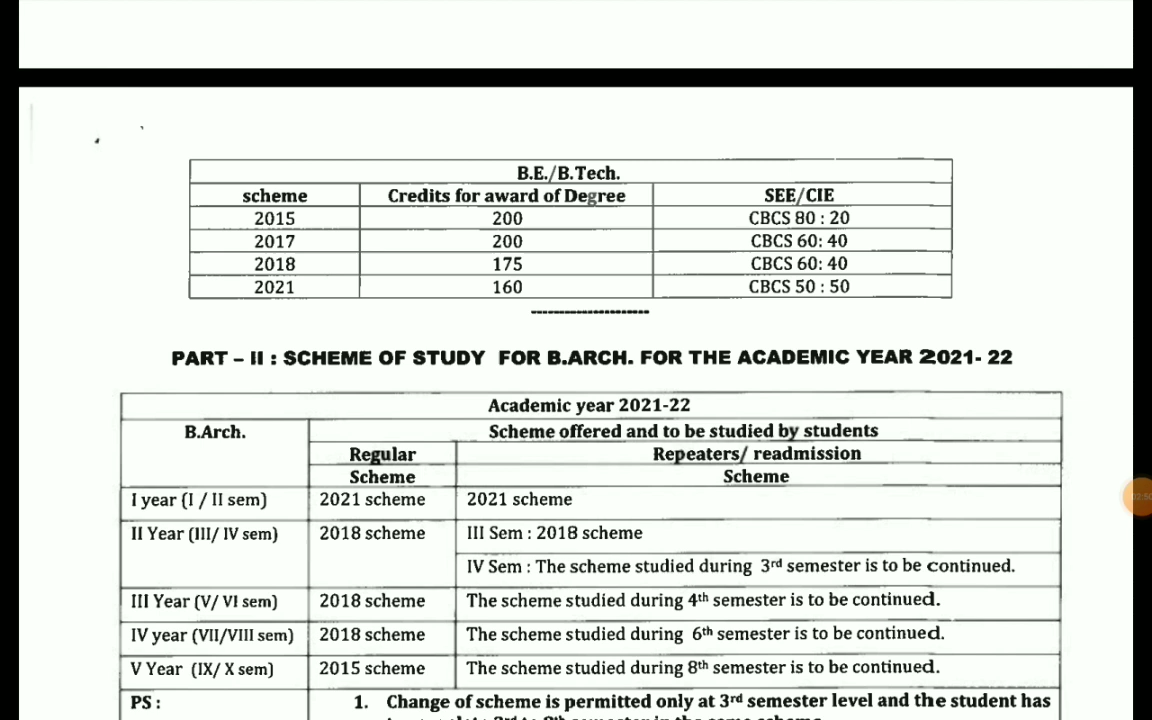 B.E./B.Tech.
scheme Credits for award of Degree SEE/CIE
2015 200 CBCS 80 : 20
2017 200 CBCS 60: 40
2018 175 CBCS 60: 40
2021 160 CBCS 50 : 50
---------------------
PART – II : SCHEME OF STUDY FOR B.ARCH. FOR THE ACADEMIC YEAR 2021- 22
Academic year 2021-22
B.Arch. Scheme offered and to be studied by students
Regular Repeaters/ readmission
Scheme Scheme
I year (I / II sem) 2021 scheme 2021 scheme
II Year (III/ IV sem) 2018 scheme III Sem : 2018 scheme
IV Sem : The scheme studied during 3rd semester is to be continued.
III Year (V/ VI sem) 2018 scheme The scheme studied during 4th semester is to be continued.
IV year (VII/VIII sem) 2018 scheme The scheme studied during 6th semester is to be continued.
V Year (IX/ X sem) 2015 scheme The scheme studied during 8th semester is to be continued.
PS : 1. Change of scheme is permitted only at 3rd semester level and the student has
semester in the same scheme